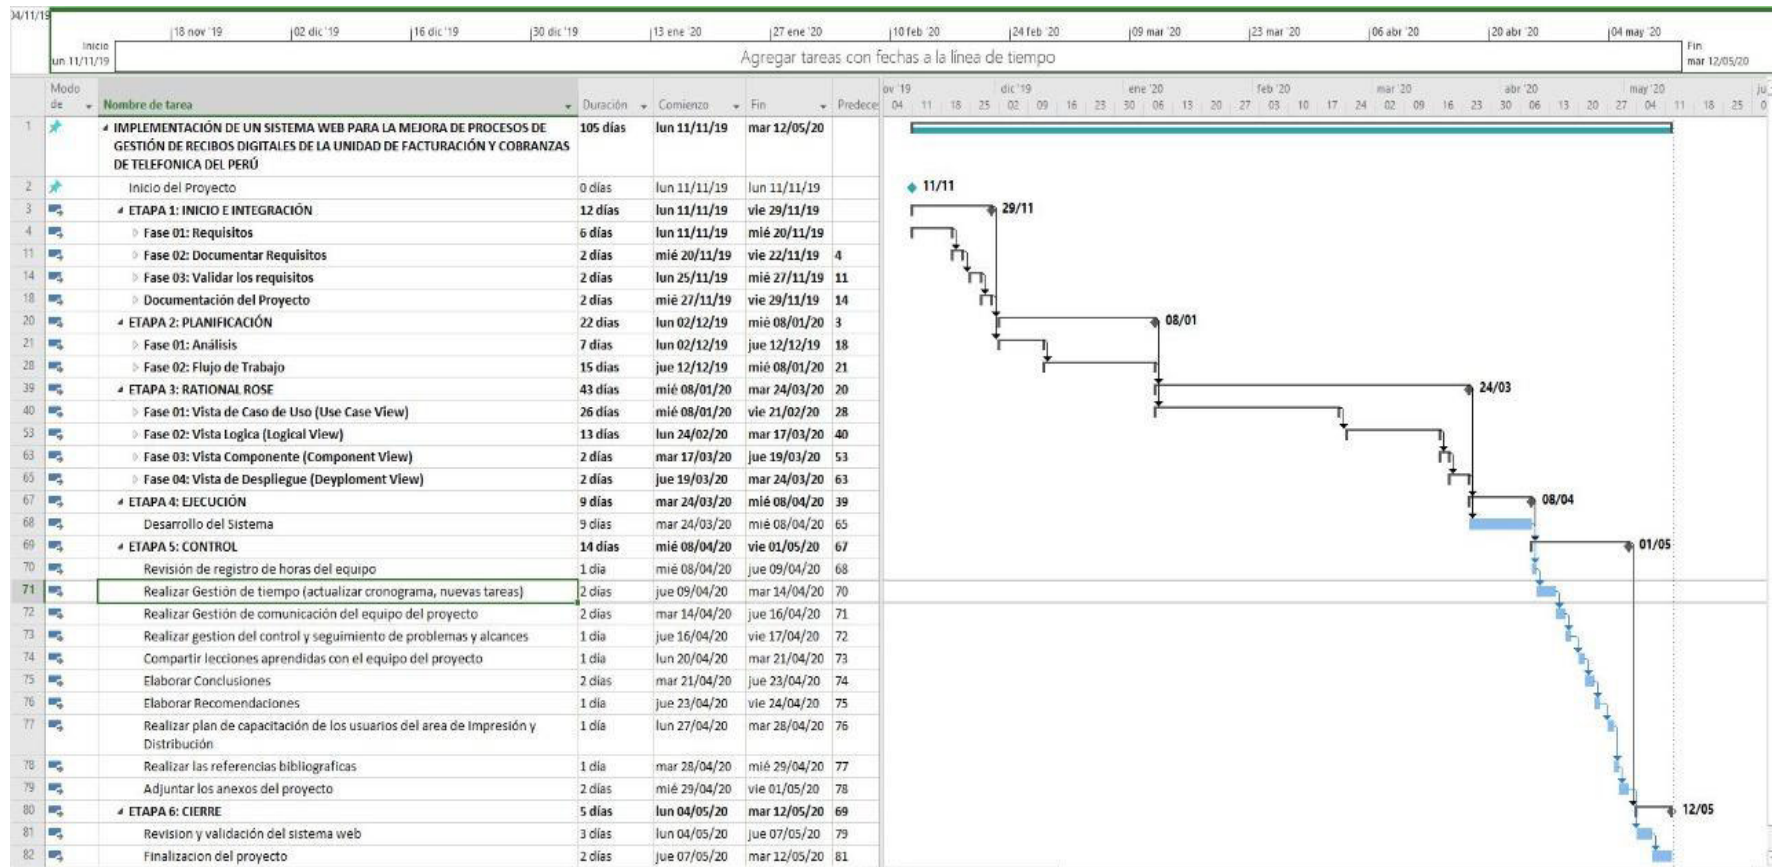 04/11/19
18 nov '19 02 dic '19 16 dic '19 30 dic '19 13 ene '20 27 ene '20 10 feb '20 24 feb '20 09 mar '20 23 mar '20 06 abr '20 20 abr '20 04 may '20
Inicio
lun 11/11/19
Agregar tareas con fechas a la línea de tiempo
Fin
mar 12/05/20
Modo de Nombre de tarea Duración Comienzo Fin Predece
ov '19 dic '19 ene '20 feb '20 mar '20 abr '20 may '20 ju
04 11 18 25 02 09 16 23 30 06 13 20 27 03 10 17 24 02 09 16 23 30 06 13 20 27 04 11 18 25 0
1 IMPLEMENTACIÓN DE UN SISTEMA WEB PARA LA MEJORA DE PROCESOS DE 105 días lun 11/11/19 mar 12/05/20
GESTIÓN DE RECIBOS DIGITALES DE LA UNIDAD DE FACTURACIÓN Y COBRANZAS
DE TELEFONICA DEL PERÚ
2 Inicio del Proyecto 0 días lun 11/11/19 lun 11/11/19 11/11
3 ETAPA 1: INICIO E INTEGRACIÓN 12 días lun 11/11/19 vie 29/11/19 29/11
4 Fase 01: Requisitos 6 días lun 11/11/19 mié 20/11/19
11 Fase 02: Documentar Requisitos 2 días mié 20/11/19 vie 22/11/19 4
14 Fase 03: Validar los requisitos 2 días lun 25/11/19 mié 27/11/19 11
18 Documentación del Proyecto 2 días mié 27/11/19 vie 29/11/19 14
20 ETAPA 2: PLANIFICACIÓN 22 días lun 02/12/19 mié 08/01/20 3 08/01
21 Fase 01: Análisis 7 días lun 02/12/19 jue 12/12/19 18
28 Fase 02: Flujo de Trabajo 15 días jue 12/12/19 mié 08/01/20 21
39 ETAPA 3: RATIONAL ROSE 43 días mié 08/01/20 mar 24/03/20 20 24/03
40 Fase 01: Vista de Caso de Uso (Use Case View) 26 días mié 08/01/20 vie 21/02/20 28
53 Fase 02: Vista Logica (Logical View) 13 días lun 24/02/20 mar 17/03/20 40
63 Fase 03: Vista Componente (Component View) 2 días mar 17/03/20 jue 19/03/20 53
65 Fase 04: Vista de Despliegue (Deyploment View) 2 días jue 19/03/20 mar 24/03/20 63
67 ETAPA 4: EJECUCIÓN 9 días mar 24/03/20 mié 08/04/20 39 08/04
68 Desarrollo del Sistema 9 días mar 24/03/20 mié 08/04/20 65
69 ETAPA 5: CONTROL 14 días mié 08/04/20 vie 01/05/20 67 01/05
70 Revisión de registro de horas del equipo 1 día mié 08/04/20 jue 09/04/20 68
71 Realizar Gestión de tiempo (actualizar cronograma, nuevas tareas) 2 días jue 09/04/20 mar 14/04/20 70
72 Realizar Gestión de comunicación del equipo del proyecto 2 días mar 14/04/20 jue 16/04/20 71
73 Realizar gestion del control y seguimiento de problemas y alcances 1 día jue 16/04/20 vie 17/04/20 72
74 Compartir lecciones aprendidas con el equipo del proyecto 1 día lun 20/04/20 mar 21/04/20 73
75 Elaborar Conclusiones 2 días mar 21/04/20 jue 23/04/20 74
76 Elaborar Recomendaciones 1 día jue 23/04/20 vie 24/04/20 75
77 Realizar plan de capacitación de los usuarios del area de Impresión y 1 día lun 27/04/20 mar 28/04/20 76
Distribución
78 Realizar las referencias bibliograficas 1 día mar 28/04/20 mié 29/04/20 77
79 Adjuntar los anexos del proyecto 2 días mié 29/04/20 vie 01/05/20 78
80 ETAPA 6: CIERRE 5 días lun 04/05/20 mar 12/05/20 69 12/05
81 Revision y validación del sistema web 3 días lun 04/05/20 jue 07/05/20 79
82 Finalizacion del proyecto 2 días jue 07/05/20 mar 12/05/20 81